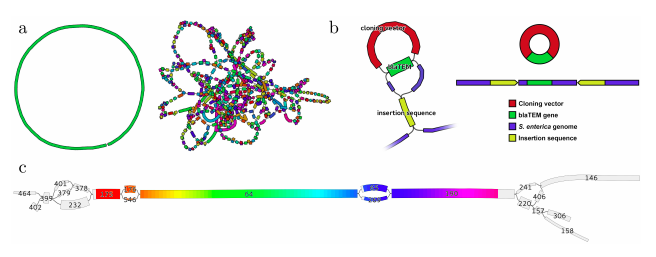 a
b
cloning vector
blaTEM
insertion sequence
Cloning vector
blaTEM gene
S. enterica genome
Insertion sequence
c
464
402
399
401
379
232
378
546
64
241
220
406
157
146
306
158